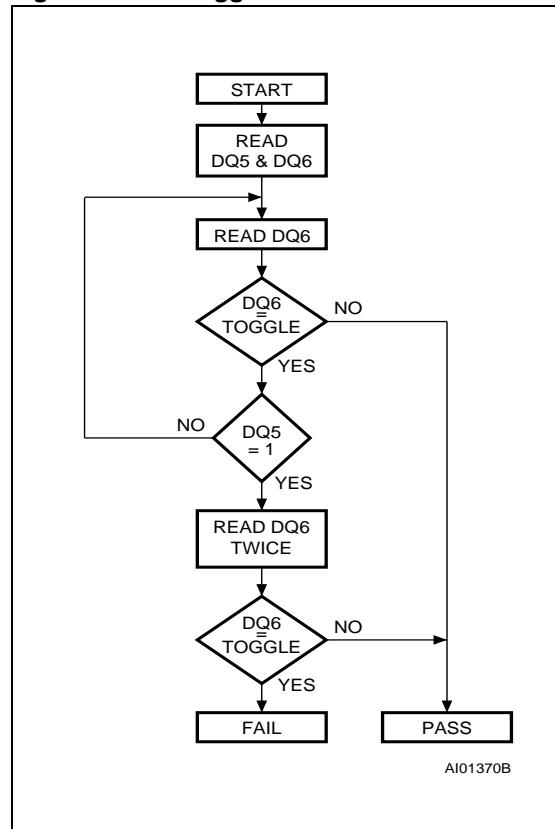 START
READ
DQ5 & DQ6
READ DQ6
DQ6
=
TOGGLE
NO
YES
NO
DQ5
= 1
YES
READ DQ6
TWICE
DQ6
=
TOGGLE
NO
YES
FAIL
PASS
AI01370B